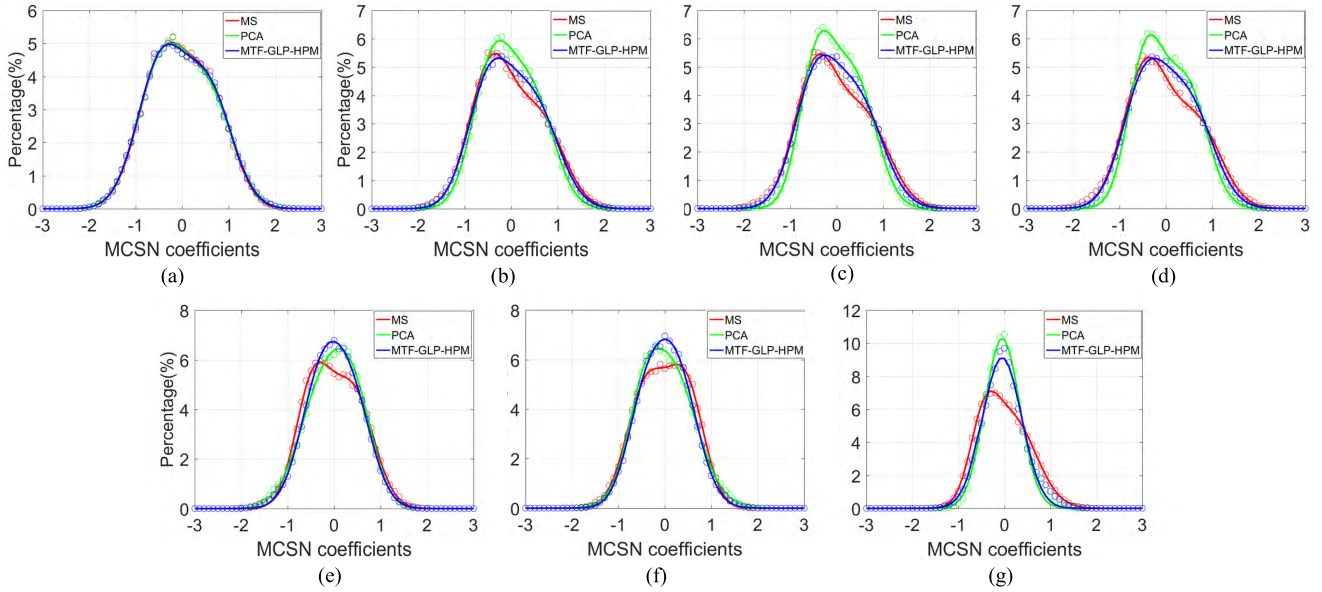 Percentage(%)
6
5
4
3
2
1
0
-3 -2 -1 0 1 2 3
MCSN coefficients
MS
PCA
MTF-GLP-HPM
(a)
Percentage(%)
7
6
5
4
3
2
1
0
-3 -2 -1 0 1 2 3
MCSN coefficients
MS
PCA
MTF-GLP-HPM
(b)
7
6
5
4
3
2
1
0
-3 -2 -1 0 1 2 3
MCSN coefficients
MS
PCA
MTF-GLP-HPM
(c)
7
6
5
4
3
2
1
0
-3 -2 -1 0 1 2 3
MCSN coefficients
MS
PCA
MTF-GLP-HPM
(d)
Percentage(%)
8
6
4
2
0
-3 -2 -1 0 1 2 3
MCSN coefficients
MS
PCA
MTF-GLP-HPM
(e)
8
6
4
2
0
-3 -2 -1 0 1 2 3
MCSN coefficients
MS
PCA
MTF-GLP-HPM
(f)
12
10
8
6
4
2
0
-3 -2 -1 0 1 2 3
MCSN coefficients
MS
PCA
MTF-GLP-HPM
(g)